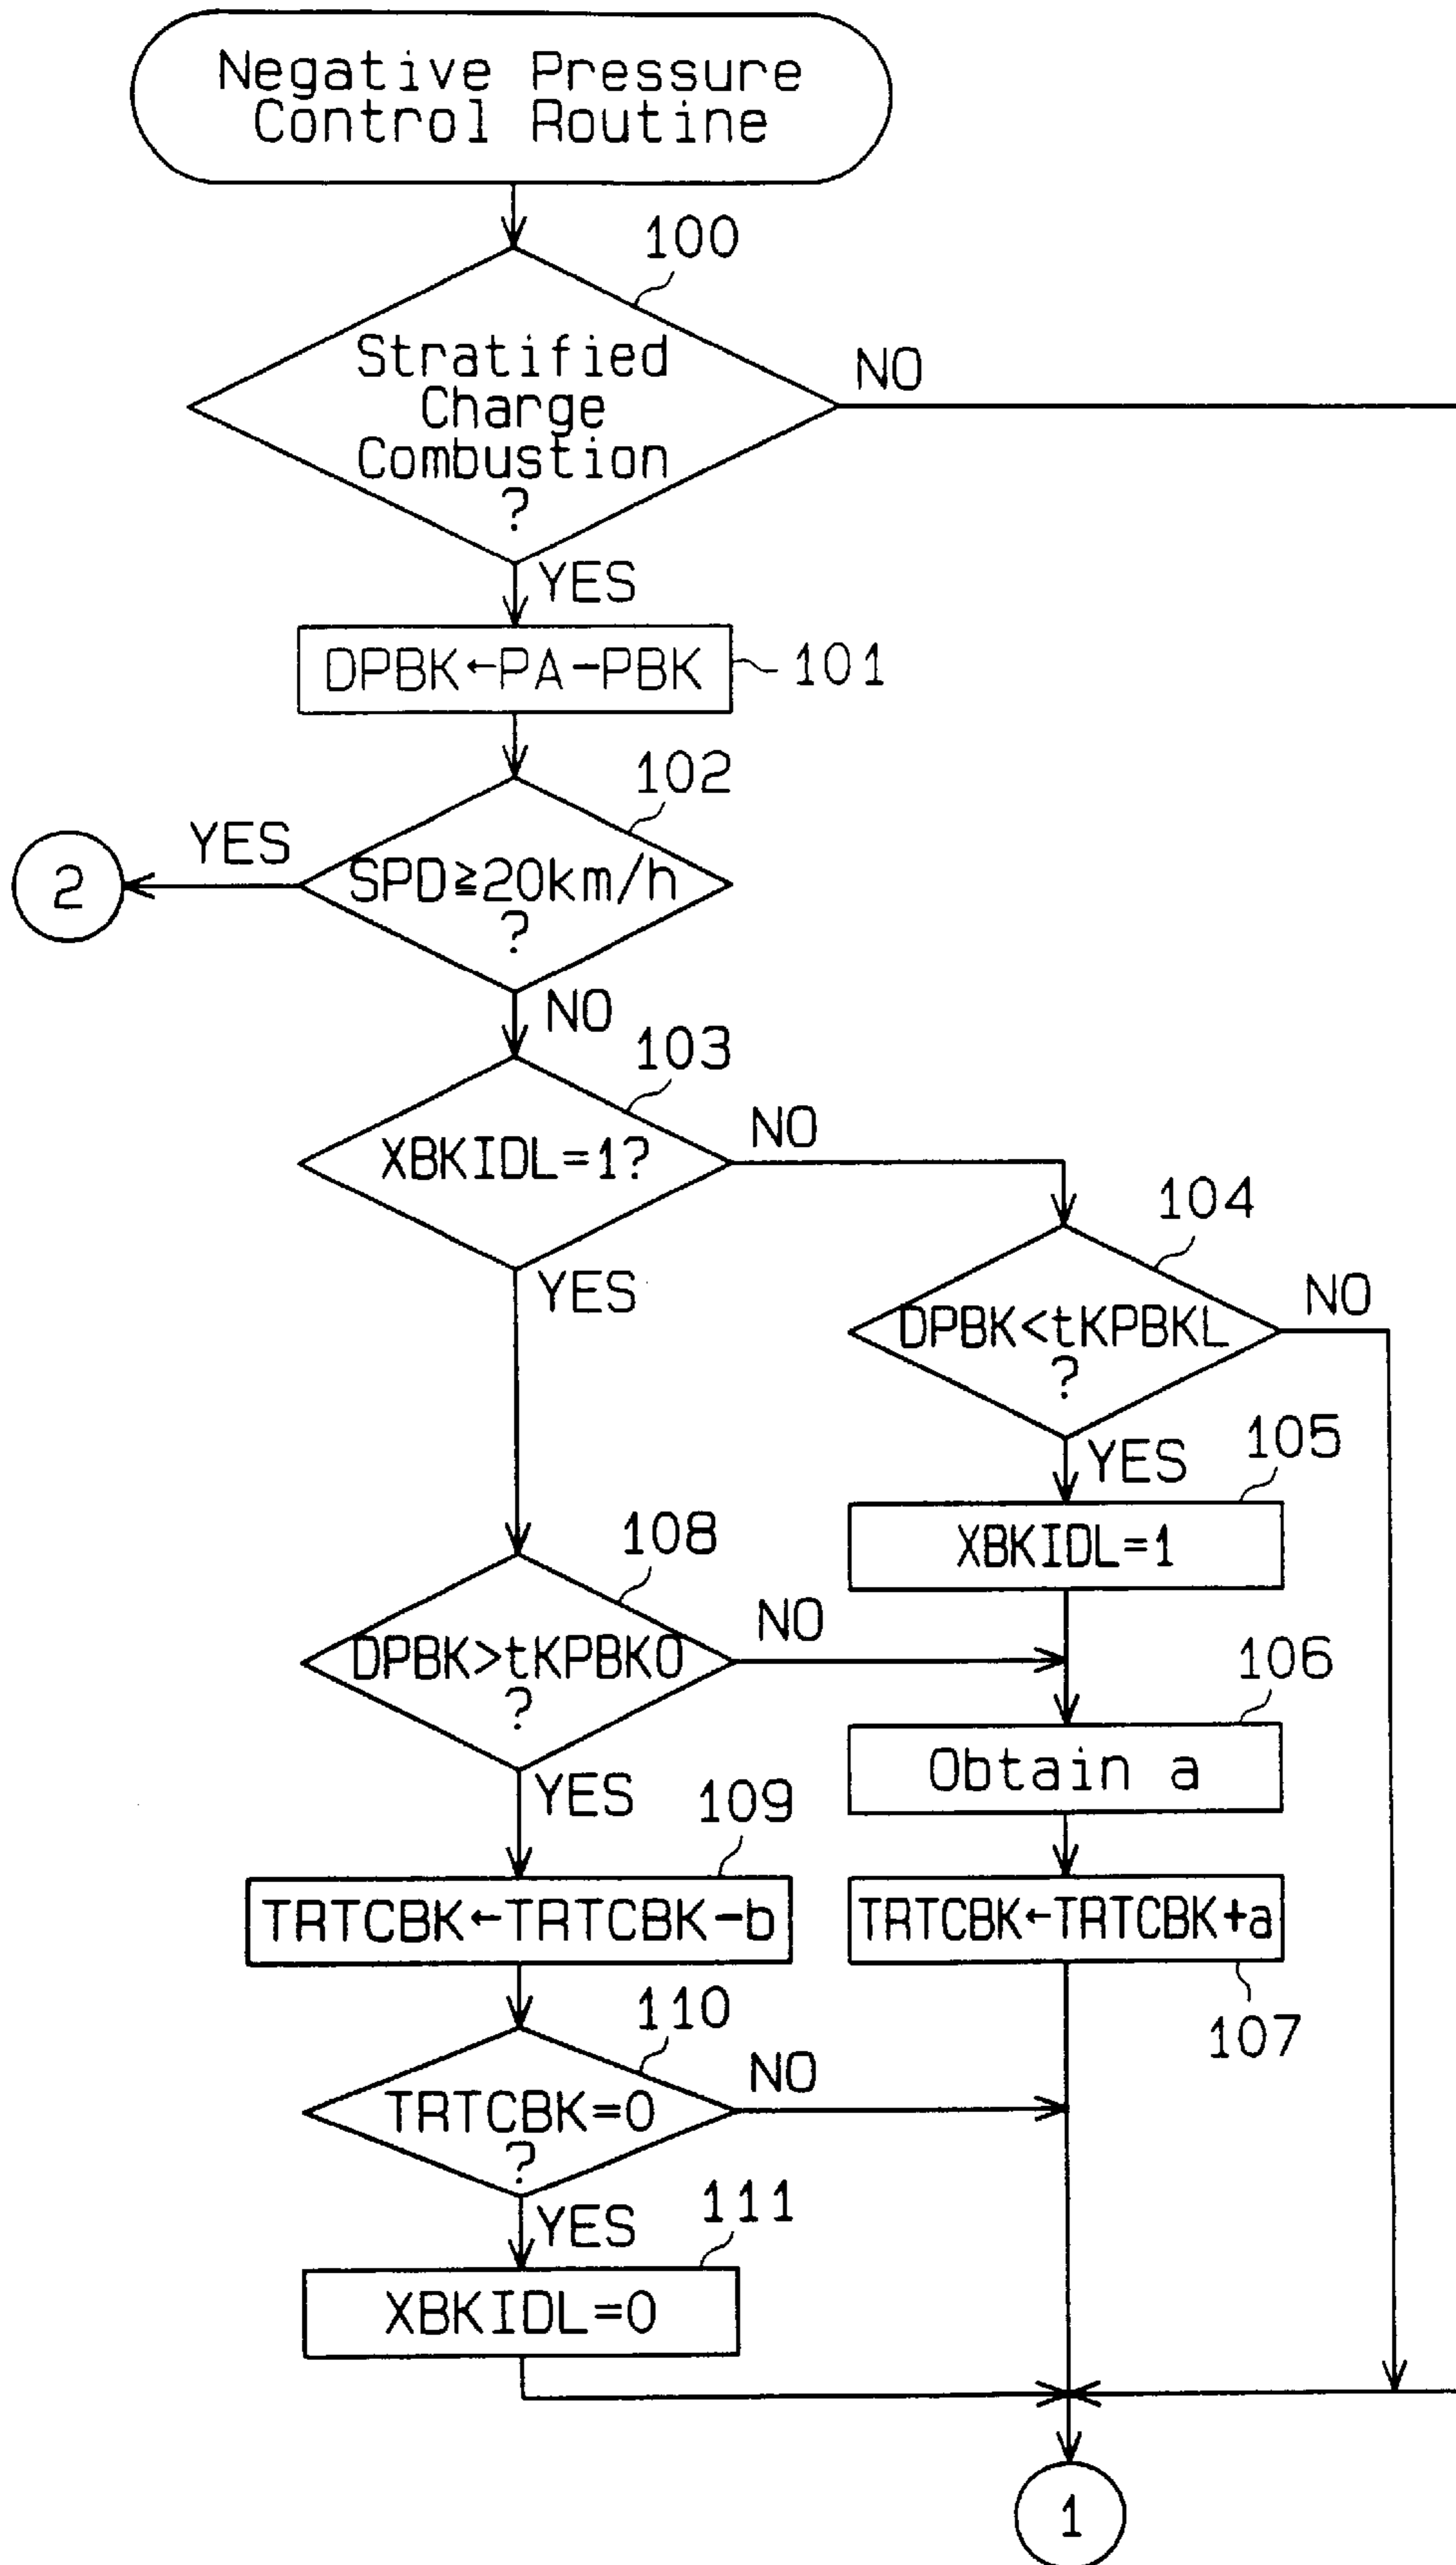 Negative Pressure
Control Routine
100
Stratified
Charge
Combustion
?
NO
YES
DPBK←PA-PBK
101
102
YES
2
SPD≧20km/h
?
NO
103
XBKIDL=1?
NO
104
YES
DPBK<tKPBKL
?
NO
YES
105
XBKIDL=1
108
DPBK>tKPBKO
?
NO
106
Obtain a
YES
109
TRTCBK←TRTCBK-b
TRTCBK←TRTCBK+a
107
110
TRTCBK=0
?
NO
YES
111
XBKIDL=0
1